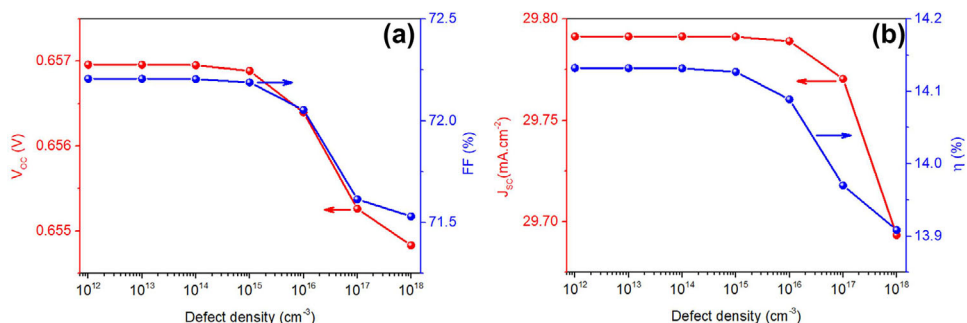 (a)
0.657
0.656
0.655
V_CC (V)
72.5
72.0
71.5
FF (%)
10^12 10^13 10^14 10^15 10^16 10^17 10^18
Defect density (cm^-3)
(b)
29.80
29.75
29.70
J_SC(mA.cm^-2)
14.2
14.1
14.0
13.9
η (%)
10^12 10^13 10^14 10^15 10^16 10^17 10^18
Defect density (cm^-3)